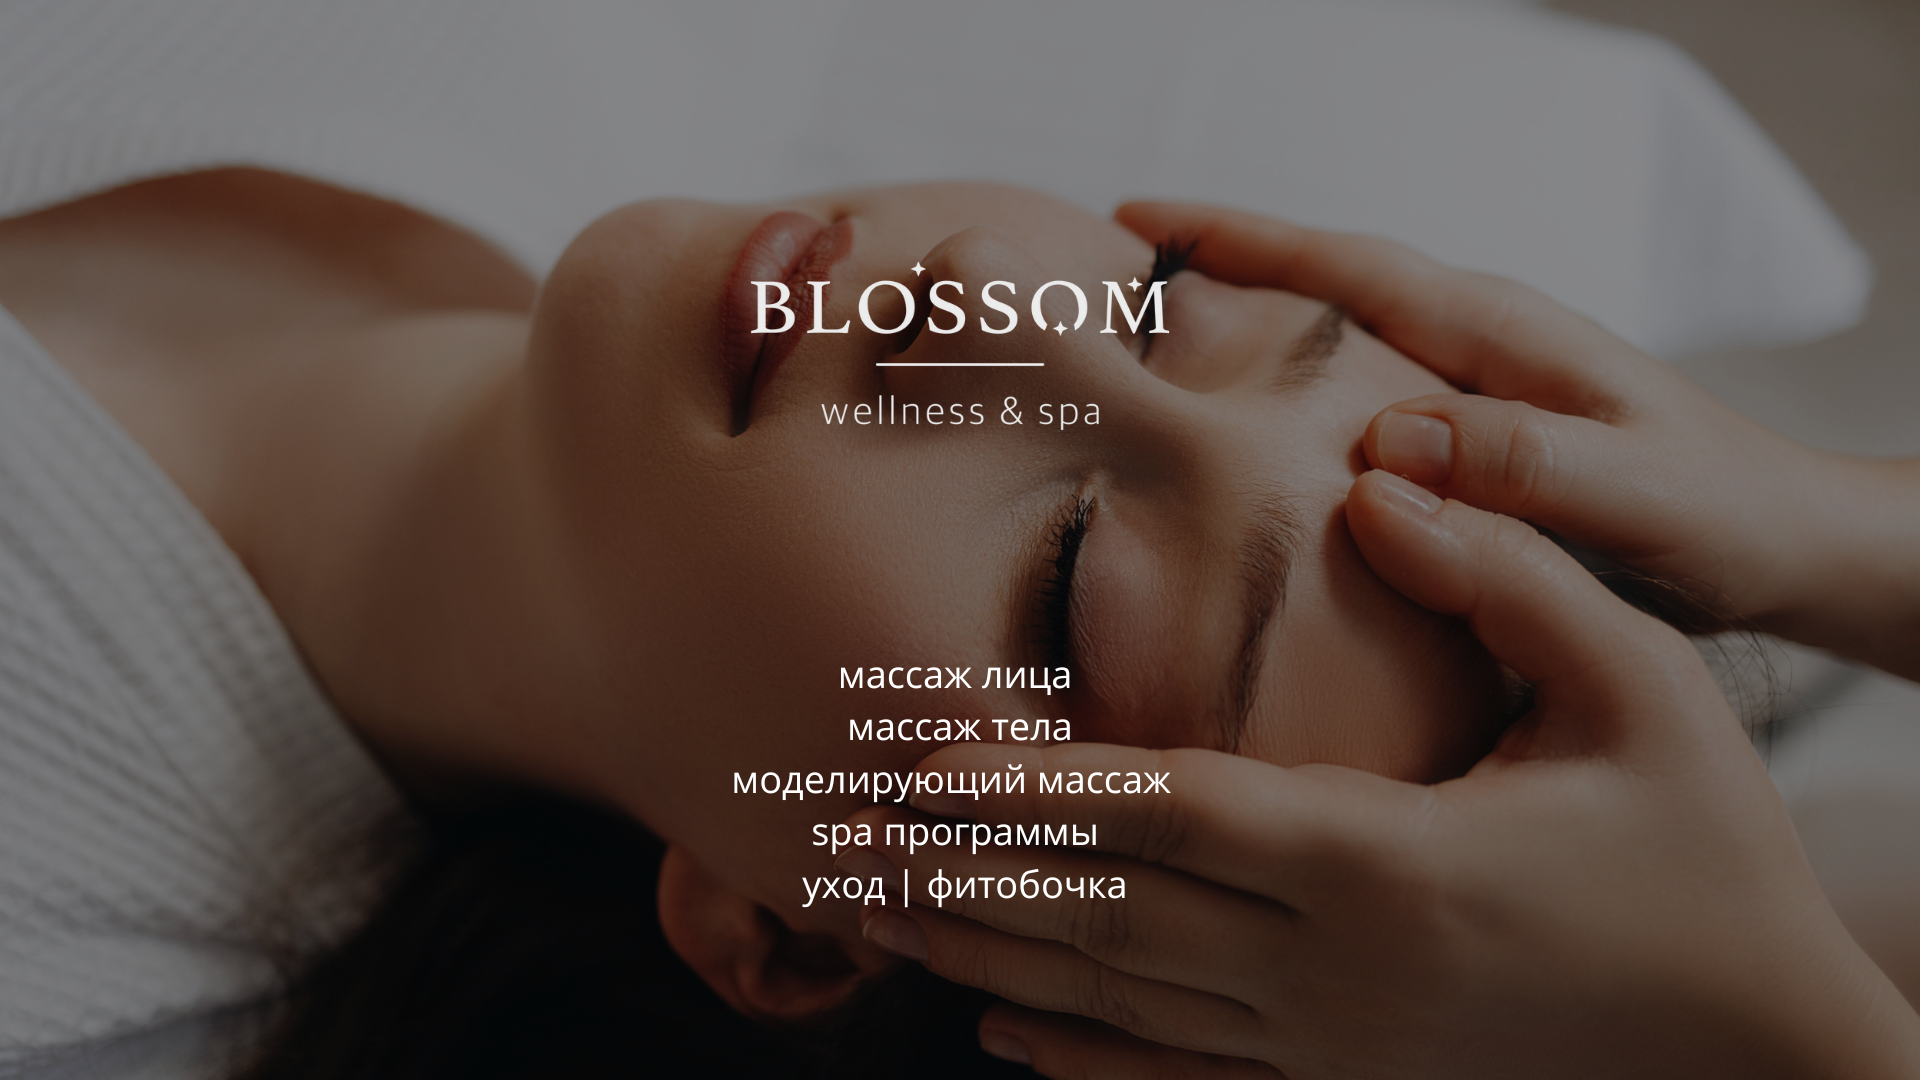 BLOSSOM
wellness & spa
массаж лица
массаж тела
моделирующий массаж
spa программы
уход | фитобочка